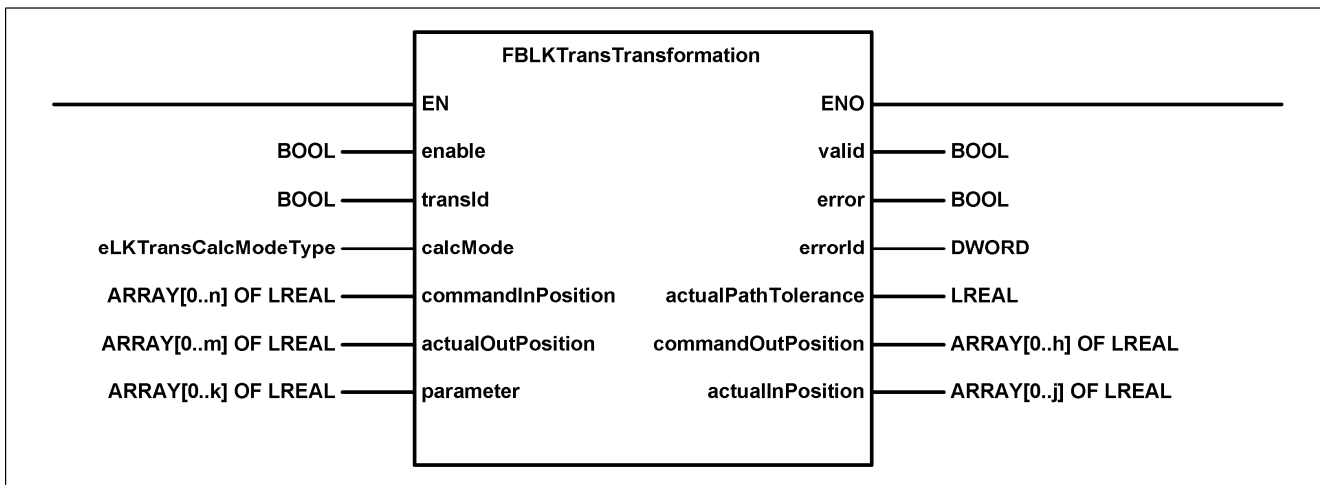 FBLKTransTransformation
EN ENO
BOOL enable valid BOOL
BOOL transId error BOOL
eLKTransCalcModeType calcMode errorId DWORD
ARRAY[0..n] OF LREAL commandInPosition actualPathTolerance LREAL
ARRAY[0..m] OF LREAL actualOutPosition commandOutPosition ARRAY[0..h] OF LREAL
ARRAY[0..k] OF LREAL parameter actualInPosition ARRAY[0..j] OF LREAL